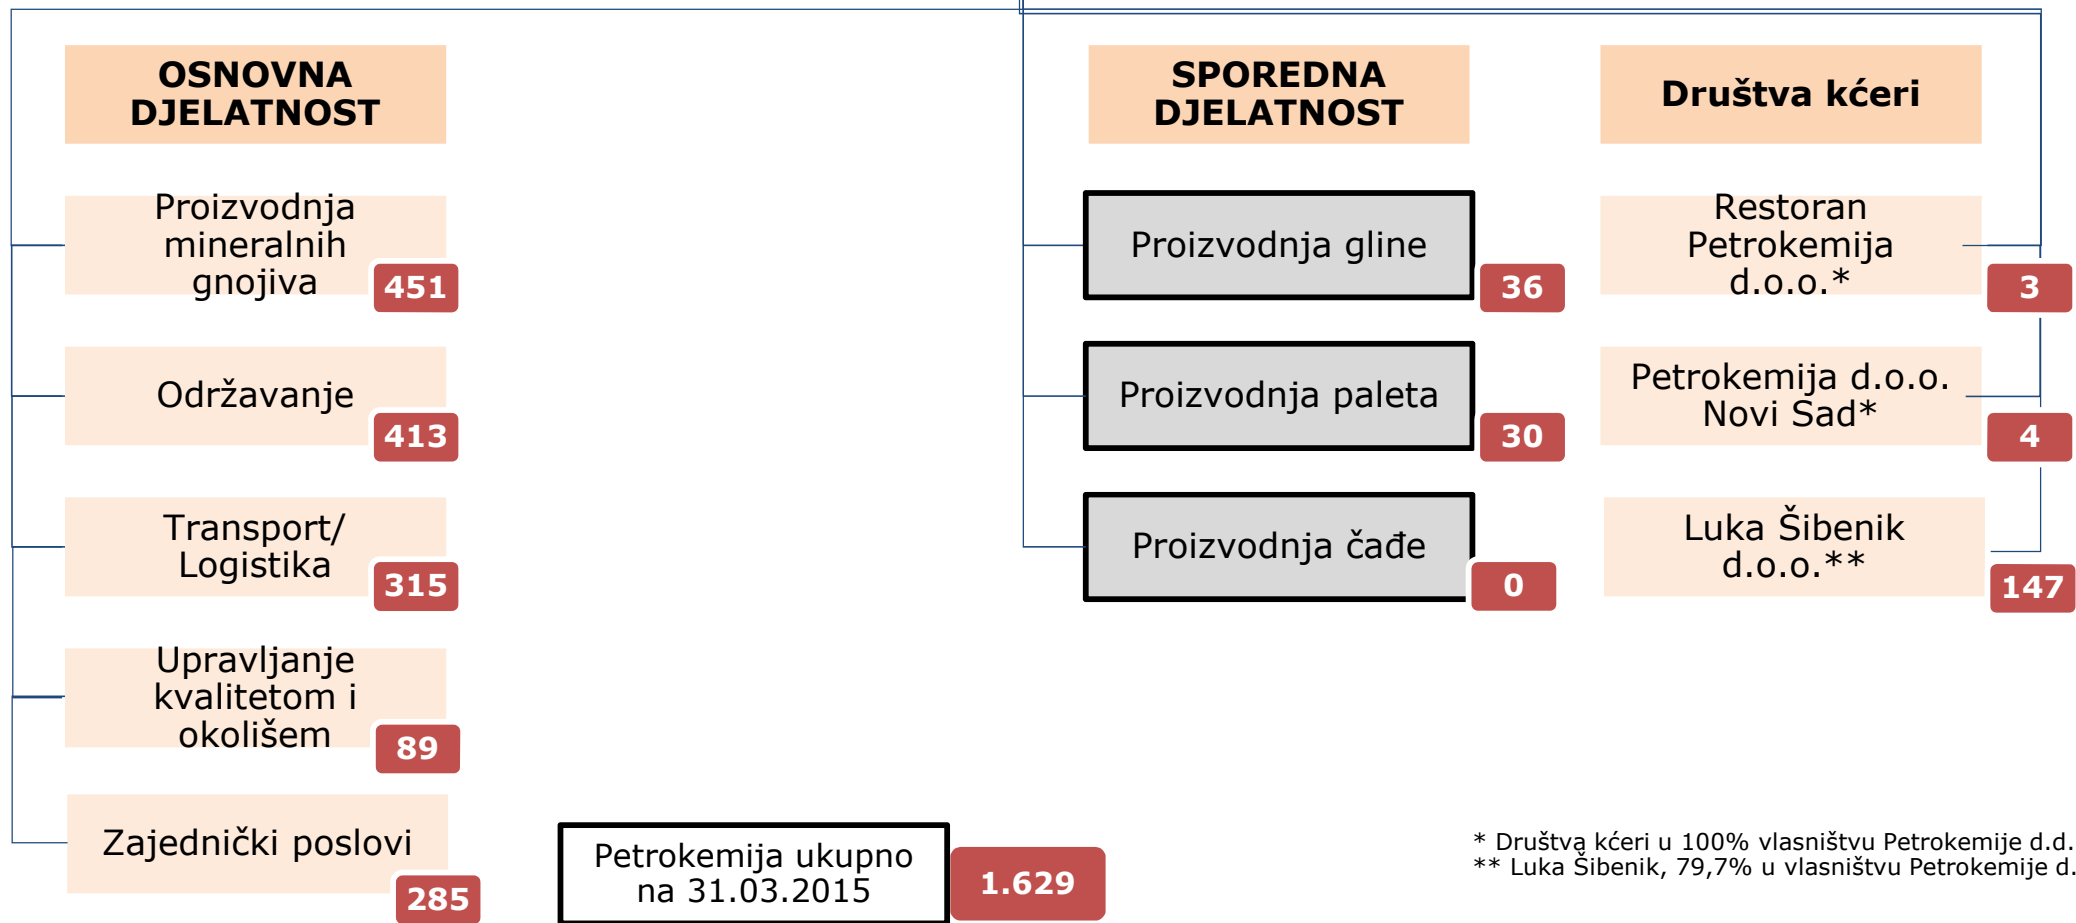 OSNOVNA
DJELATNOST
Proizvodnja
mineralnih
gnojiva
451
Održavanje
413
Transport/
Logistika
315
Upravljanje
kvalitetom i
okolišem
89
Zajednički poslovi
285
Petrokemija ukupno
na 31.03.2015
1.629
SPOREDNA
DJELATNOST
Proizvodnja gline
36
Proizvodnja paleta
30
Proizvodnja čađe
0
Društva kćeri
Restoran
Petrokemija
d.o.o.*
3
Petrokemija d.o.o.
Novi Sad*
4
Luka Šibenik
d.o.o.**
147
* Društva kćeri u 100% vlasništvu Petrokemije d.d.
** Luka Šibenik, 79,7% u vlasništvu Petrokemije d.